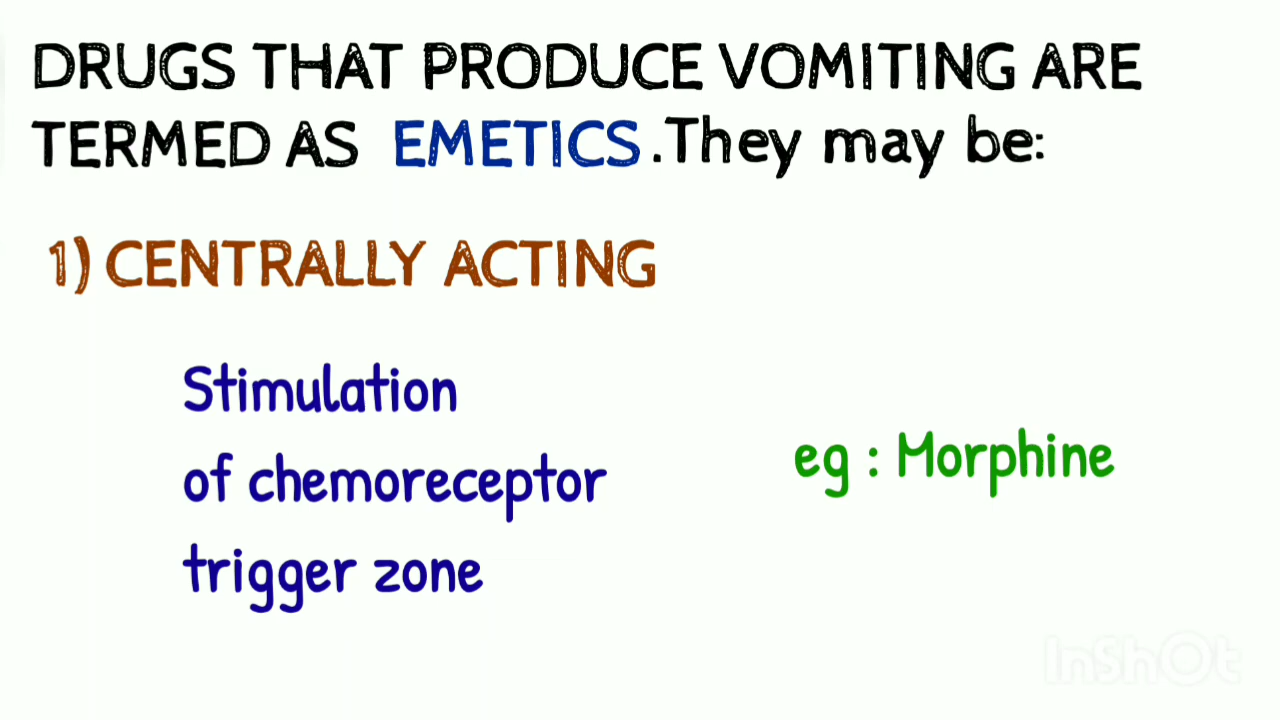 DRUGS THAT PRODUCE VOMITING ARE
TERMED AS EMETICS .They may be:
1) CENTRALLY ACTING
Stimulation
of chemoreceptor
trigger zone
eg : Morphine
InShOt